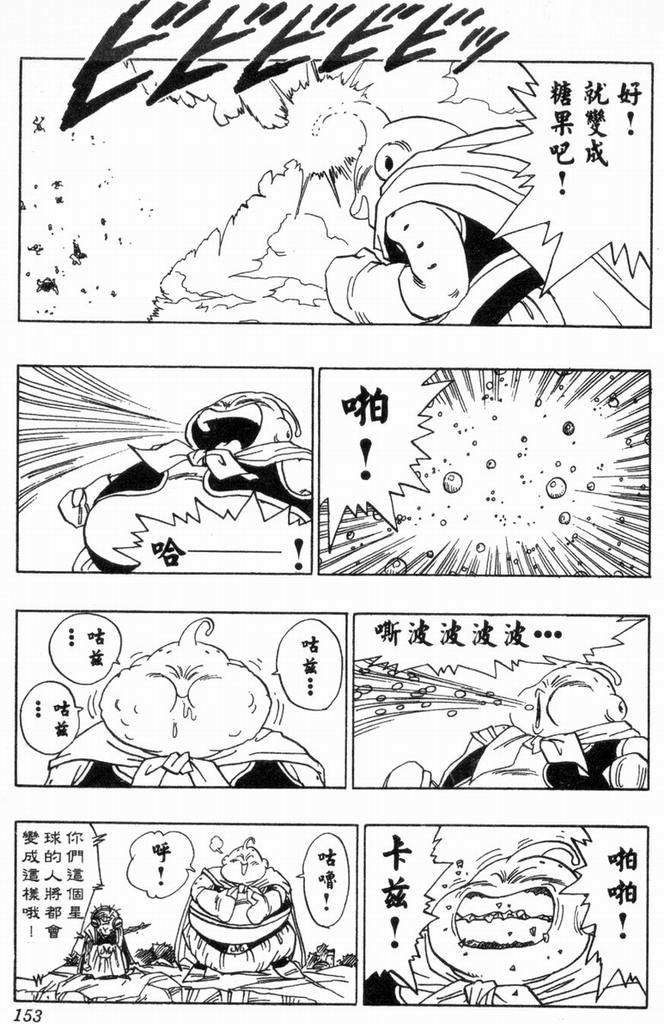 ビビビビビッ
好！
就變成
糖果吧！
啪！
哈——！
嘶波波波波…
咕茲…
咕茲…
咕茲…
啪啪！
卡茲！
咕嚕！
呼！
你們這個星
球的人將都會
變成這樣哦！
153